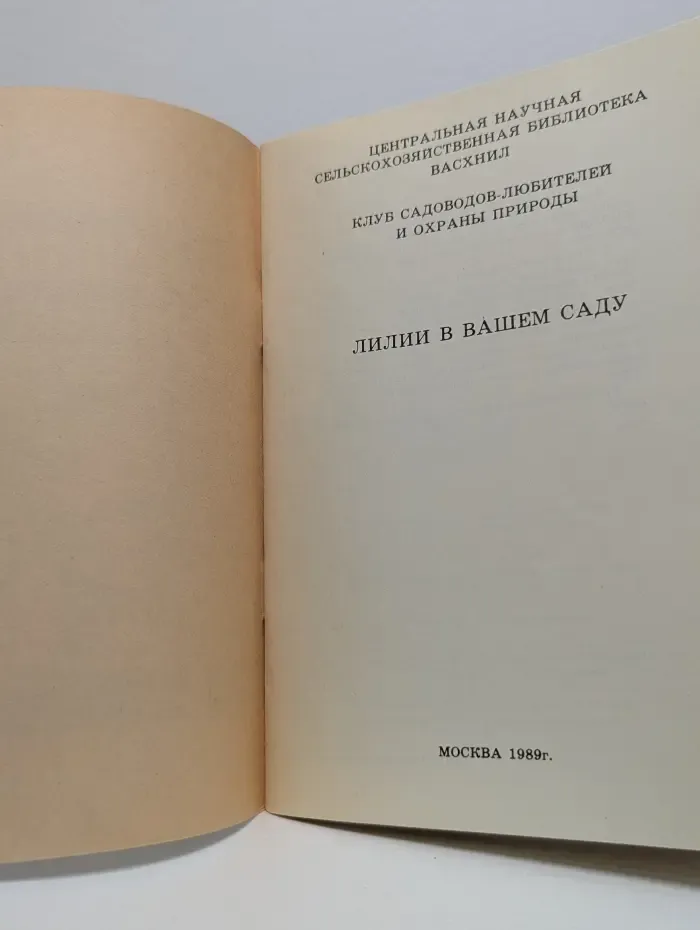 ЦЕНТРАЛЬНАЯ НАУЧНАЯ
СЕЛЬСКОХОЗЯЙСТВЕННАЯ БИБЛИОТЕКА
ВАСХНИЛ
КЛУБ САДОВОДОВ-ЛЮБИТЕЛЕЙ
И ОХРАНЫ ПРИРОДЫ
ЛИЛИИ В ВАШЕМ САДУ
МОСКВА 1989г.